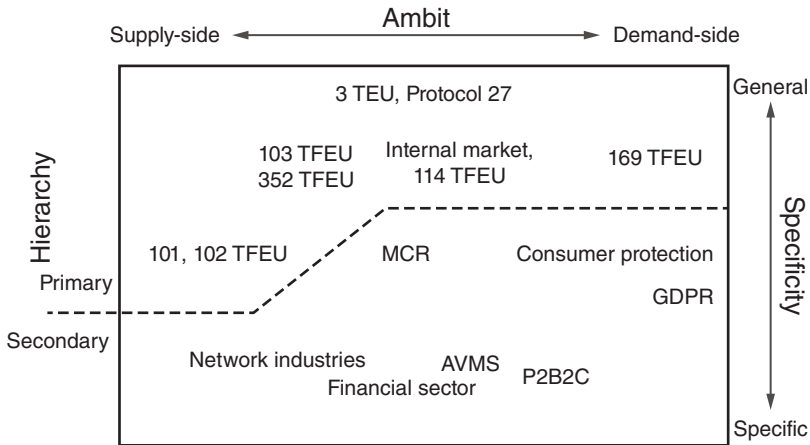 Ambit
Supply-side
Demand-side
3 TEU, Protocol 27
General
103 TFEU
352 TFEU
Internal market,
114 TFEU
169 TFEU
Hierarchy
Specificity
101, 102 TFEU
MCR
Consumer protection
Primary
GDPR
Secondary
Network industries
AVMS
P2B2C
Financial sector
Specific